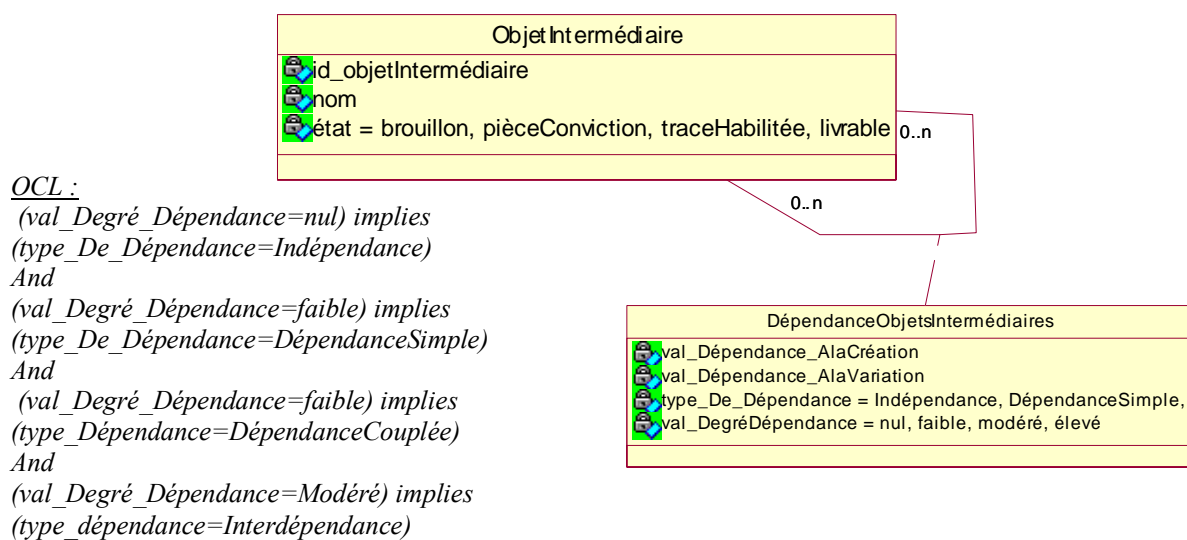 ObjetIntermédiaire
id_objetIntermédiaire
nom
état = brouillon, pièceConviction, traceHabilitée, livrable
0..n
0..n
OCL :
(val_Degré_Dépendance=nul) implies
(type_De_Dépendance=Indépendance)
And
(val_Degré_Dépendance=faible) implies
(type_De_Dépendance=DépendanceSimple)
And
(val_Degré_Dépendance=faible) implies
(type_Dépendance=DépendanceCouplée)
And
(val_Degré_Dépendance=Modéré) implies
(type_dépendance=Interdépendance)
DépendanceObjetsIntermédiaires
val_Dépendance_AlaCréation
val_Dépendance_AlaVariation
type_De_Dépendance = Indépendance, DépendanceSimple,
val_DegréDépendance = nul, faible, modéré, élevé